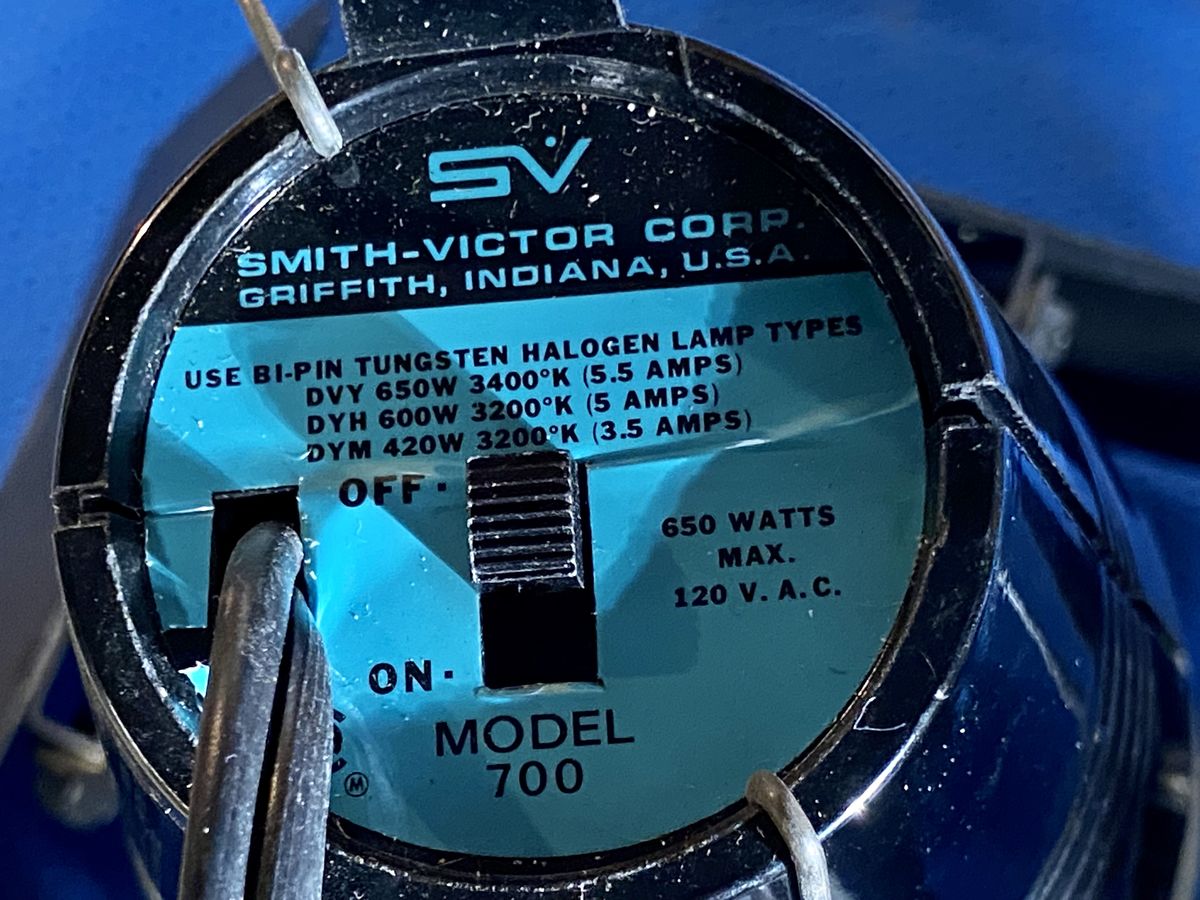 SV
SMITH-VICTOR CORP.
GRIFFITH, INDIANA, U.S.A.
USE BI-PIN TUNGSTEN HALOGEN LAMP TYPES
DVY 650W 3400°K (5.5 AMPS)
DYH 600W 3200°K (5 AMPS)
DYM 420W 3200°K (3.5 AMPS)
OFF·
650 WATTS
MAX.
120 V. A.C.
ON·
MODEL
700
Ⓜ